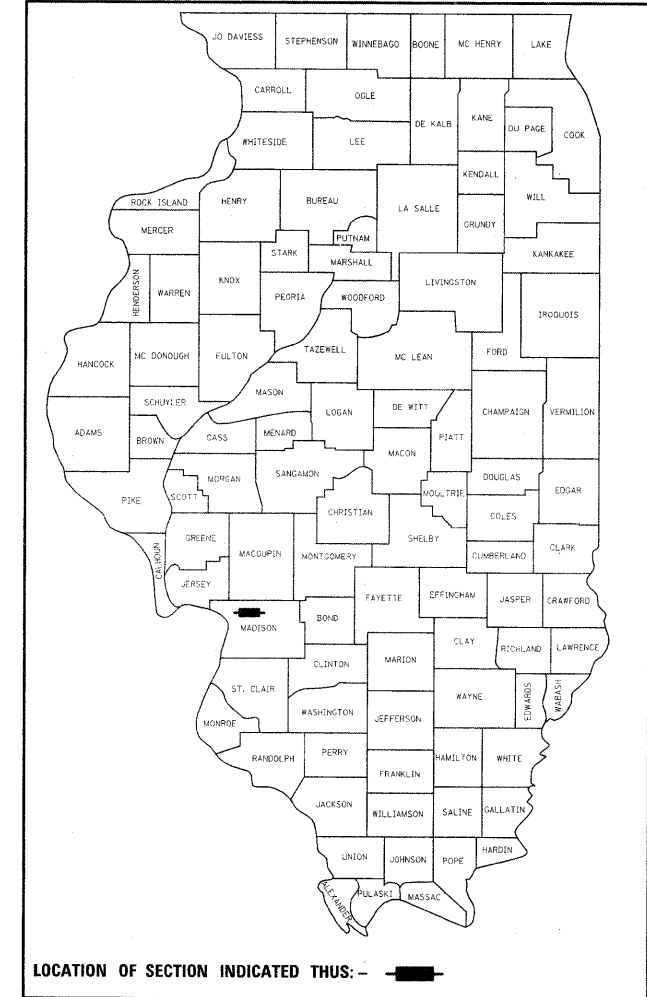 JO DAVIESS
STEPHENSON
WINNEBAGO
BOONE
MC HENRY
LAKE
CARROLL
OGLE
DE KALB
KANE
DU PAGE
COOK
WHITESIDE
LEE
KENDALL
WILL
ROCK ISLAND
HENRY
BUREAU
LA SALLE
GRUNDY
MERCER
PUTNAM
STARK
MARSHALL
KANKAKEE
HENDERSON
WARREN
KNOX
PEORIA
WOODFORD
LIVINGSTON
IROQUOIS
HANCOCK
MC DONOUGH
FULTON
TAZEWELL
MC LEAN
FORD
SCHUYLER
MASON
LOGAN
DE WITT
CHAMPAIGN
VERMILION
ADAMS
BROWN
CASS
MENARD
MACON
PIATT
PIKE
SCOTT
MORGAN
SANGAMON
CHRISTIAN
MOULTRIE
DOUGLAS
EDGAR
COLES
GREENE
MACOUPIN
MONTGOMERY
SHELBY
CUMBERLAND
CLARK
CALHOUN
JERSEY
FAYETTE
EFFINGHAM
JASPER
CRAWFORD
MADISON
BOND
CLAY
RICHLAND
LAWRENCE
CLINTON
MARION
ST. CLAIR
WAYNE
EDWARDS
WABASH
MONROE
WASHINGTON
JEFFERSON
RANDOLPH
PERRY
HAMILTON
WHITE
FRANKLIN
JACKSON
WILLIAMSON
SALINE
GALLATIN
UNION
JOHNSON
POPE
HARDIN
ALEXANDER
PULASKI
MASSAC
LOCATION OF SECTION INDICATED THUS: -